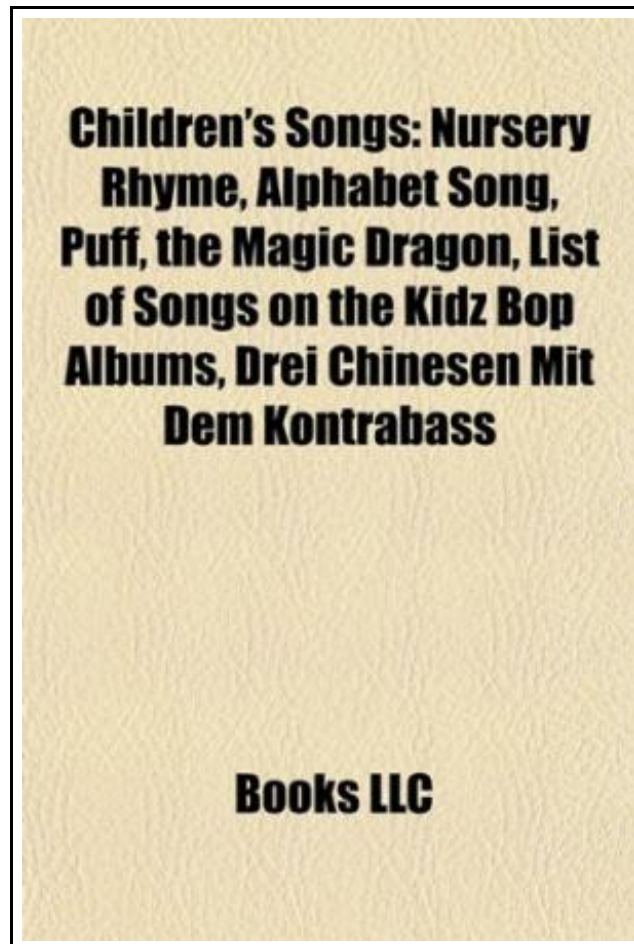 Children's Songs: Nursery
Rhyme, Alphabet Song,
Puff, the Magic Dragon, List
of Songs on the Kidz Bop
Albums, Drei Chinesen Mit
Dem Kontrabass
Books LLC